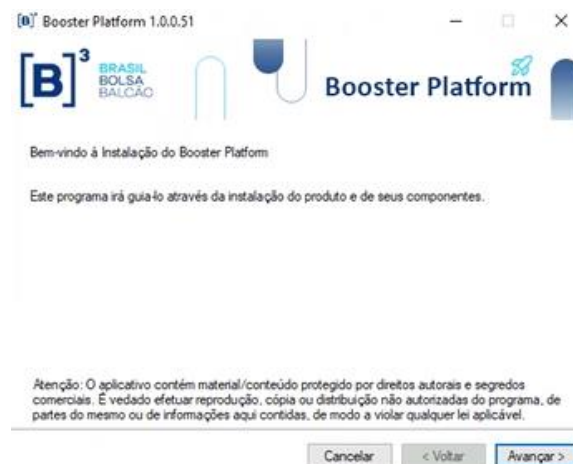 [B]³ Booster Platform 1.0.0.51
[B]³ BRASIL
BOLSA
BALCÃO
Booster Platform
Bem-vindo à Instalação do Booster Platform
Este programa irá guia-lo através da instalação do produto e de seus componentes.
Atenção: O aplicativo contém material/conteúdo protegido por direitos autorais e segredos
comerciais. É vedado efetuar reprodução, cópia ou distribuição não autorizadas do programa, de
partes do mesmo ou de informações aqui contidas, de modo a violar qualquer lei aplicável.
Cancelar < Voltar Avançar >